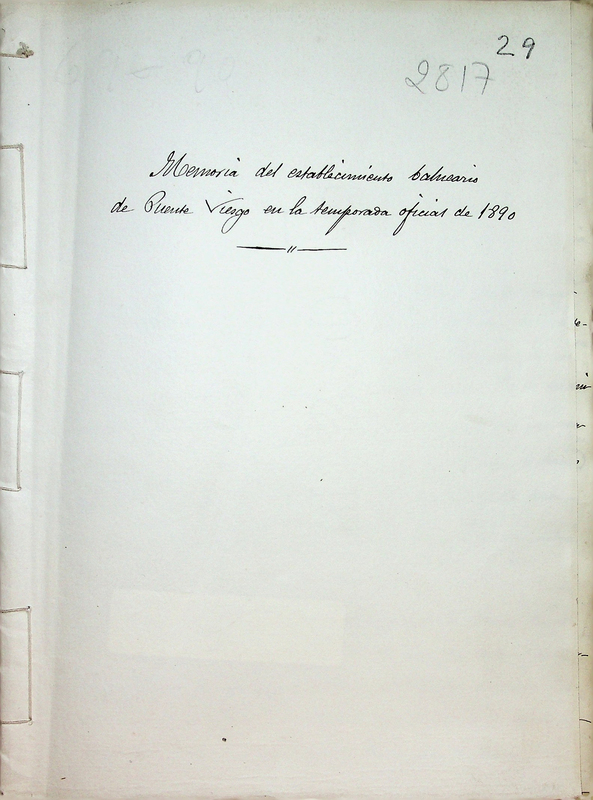 29
2817
Memoria del establecimiento balneario
de Puente Viesgo en la temporada oficial de 1890